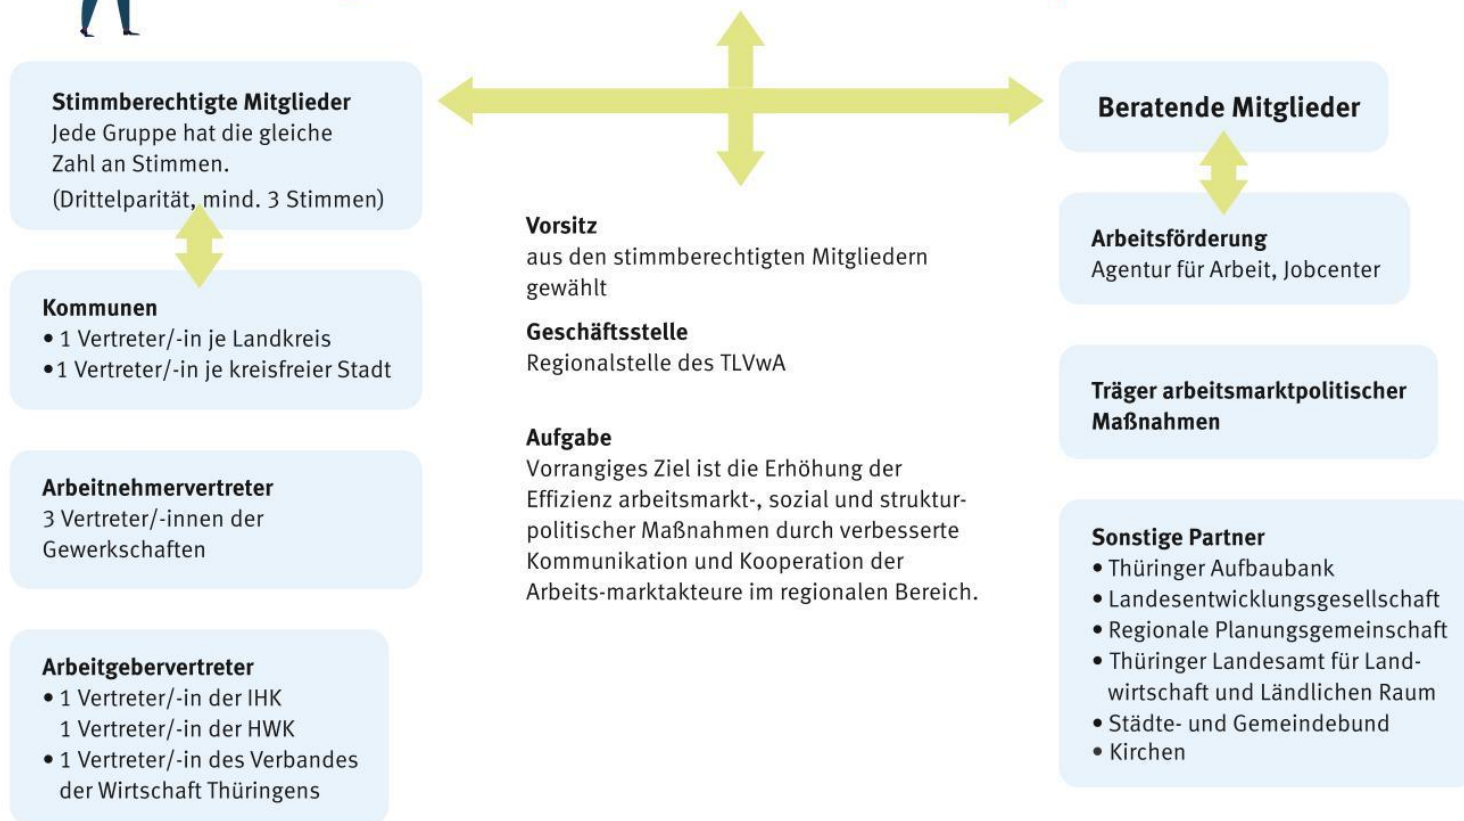 Stimmberechtigte Mitglieder
Jede Gruppe hat die gleiche
Zahl an Stimmen.
(Drittelparität, mind. 3 Stimmen)
Kommunen
• 1 Vertreter/-in je Landkreis
• 1 Vertreter/-in je kreisfreier Stadt
Arbeitnehmervertreter
3 Vertreter/-innen der
Gewerkschaften
Arbeitgebervertreter
• 1 Vertreter/-in der IHK
1 Vertreter/-in der HWK
• 1 Vertreter/-in des Verbandes
der Wirtschaft Thüringens
Vorsitz
aus den stimmberechtigten Mitgliedern
gewählt
Geschäftsstelle
Regionalstelle des TLVwA
Aufgabe
Vorrangiges Ziel ist die Erhöhung der
Effizienz arbeitsmarkt-, sozial und struktur-
politischer Maßnahmen durch verbesserte
Kommunikation und Kooperation der
Arbeits-marktakteure im regionalen Bereich.
Beratende Mitglieder
Arbeitsförderung
Agentur für Arbeit, Jobcenter
Träger arbeitsmarktpolitischer
Maßnahmen
Sonstige Partner
• Thüringer Aufbaubank
• Landesentwicklungsgesellschaft
• Regionale Planungsgemeinschaft
• Thüringer Landesamt für Land-
wirtschaft und Ländlichen Raum
• Städte- und Gemeindebund
• Kirchen